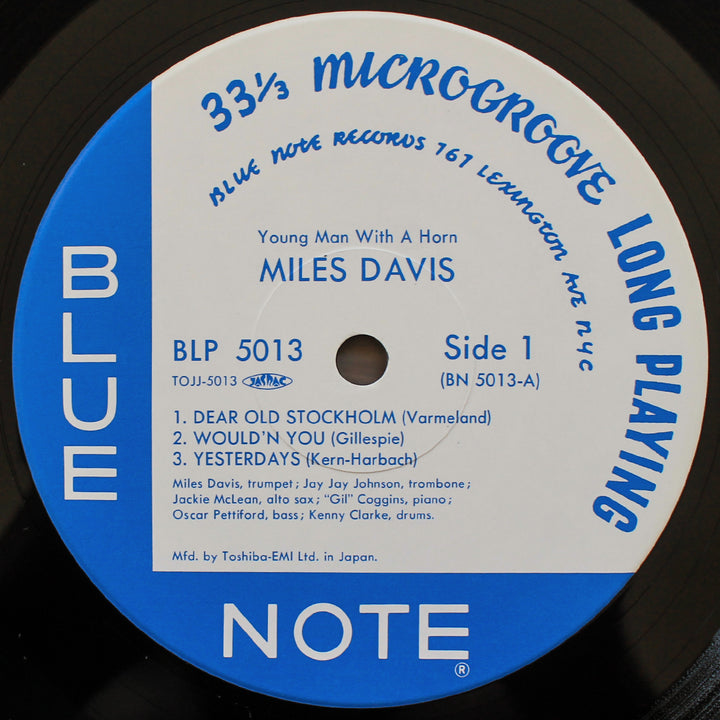 33⅓ MICROGROOVE LONG PLAYING
BLUE NOTE RECORDS 767 LEXINGTON AVE NYC
Young Man With A Horn
MILES DAVIS
BLP 5013
Side 1
TOJJ-5013 JASRAC
(BN 5013-A)
1. DEAR OLD STOCKHOLM (Varmeland)
2. WOULD'N YOU (Gillespie)
3. YESTERDAYS (Kern-Harbach)
Miles Davis, trumpet; Jay Jay Johnson, trombone;
Jackie McLean, alto sax; "Gil" Coggins, piano;
Oscar Pettiford, bass; Kenny Clarke, drums.
Mfd. by Toshiba-EMI Ltd. in Japan.
BLUE
NOTE ®